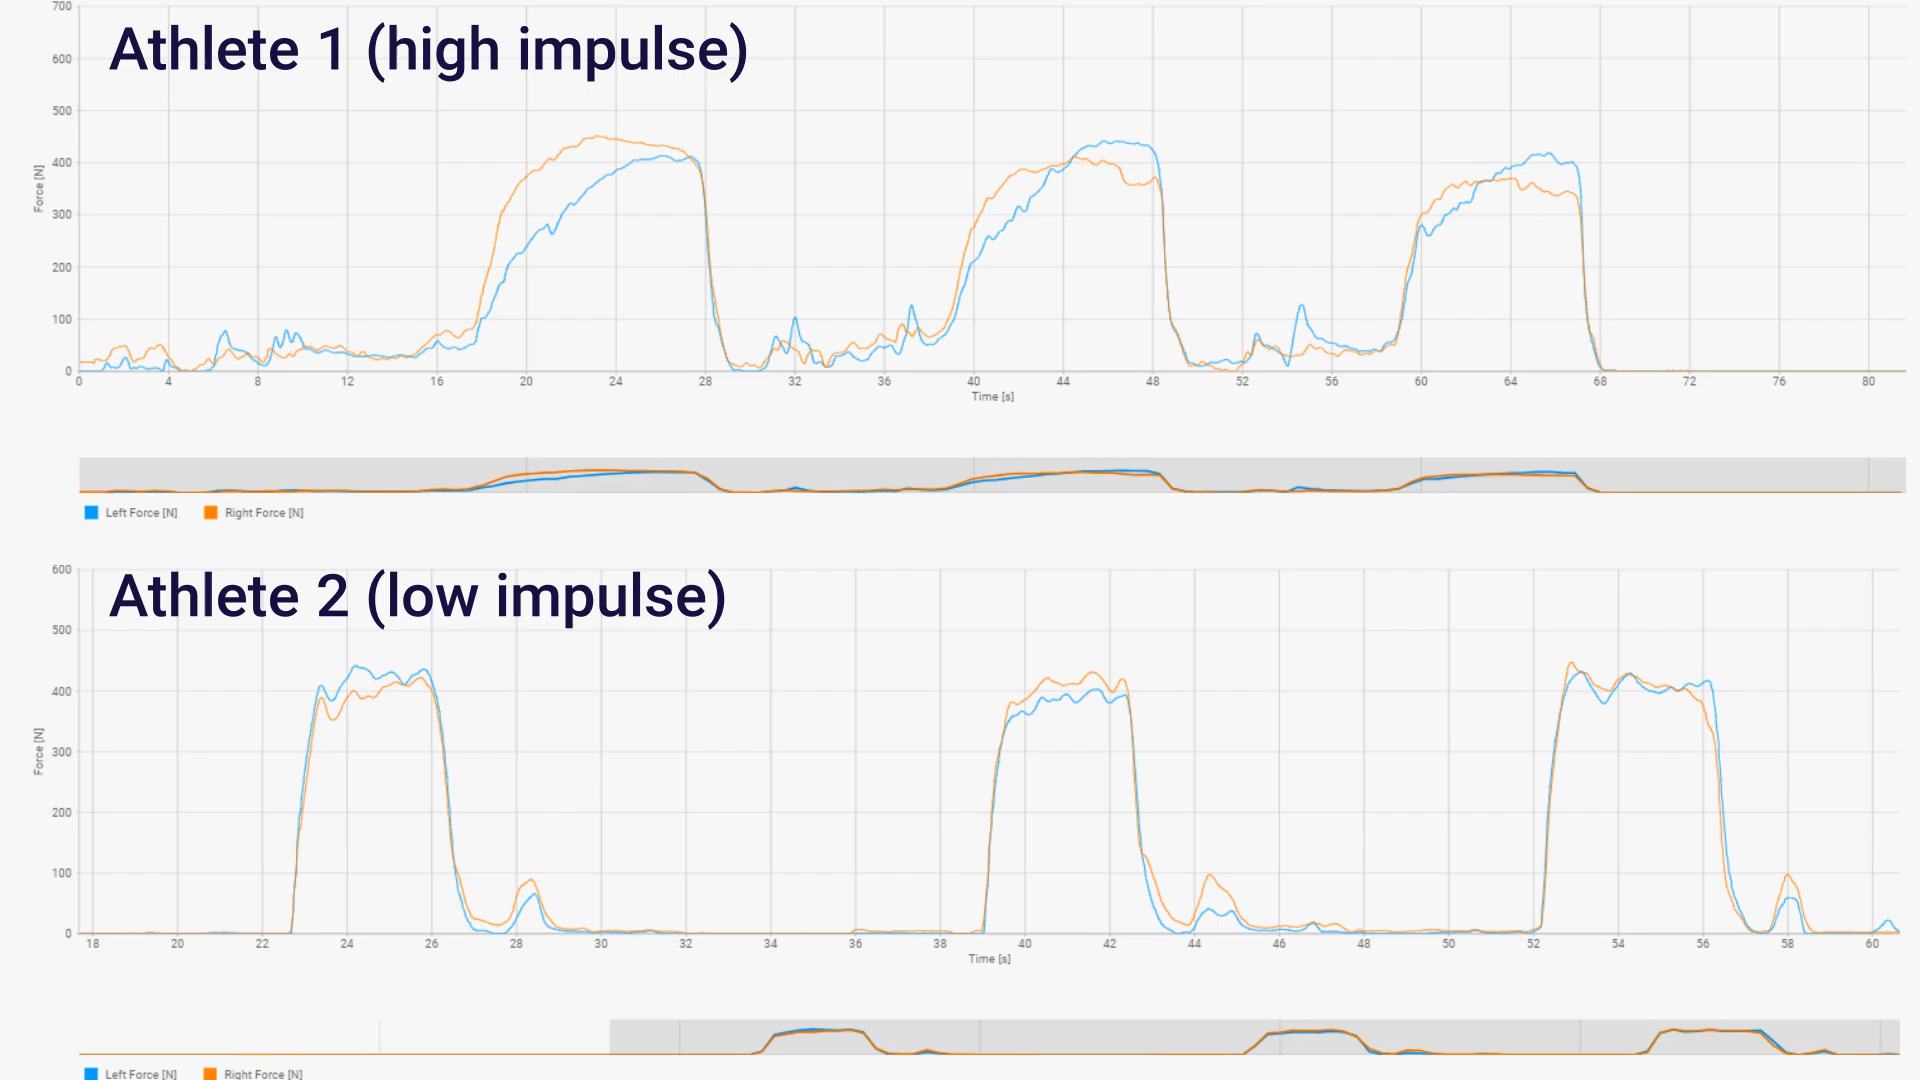 Athlete 1 (high impulse)
700
600
500
400
300
200
100
0
Force [N]
0 4 8 12 16 20 24 28 32 36 40 44 48 52 56 60 64 68 72 76 80
Time [s]
Left Force [N] Right Force [N]
Athlete 2 (low impulse)
600
500
400
300
200
100
0
Force [N]
18 20 22 24 26 28 30 32 34 36 38 40 42 44 46 48 50 52 54 56 58 60
Time [s]
Left Force [N] Right Force [N]